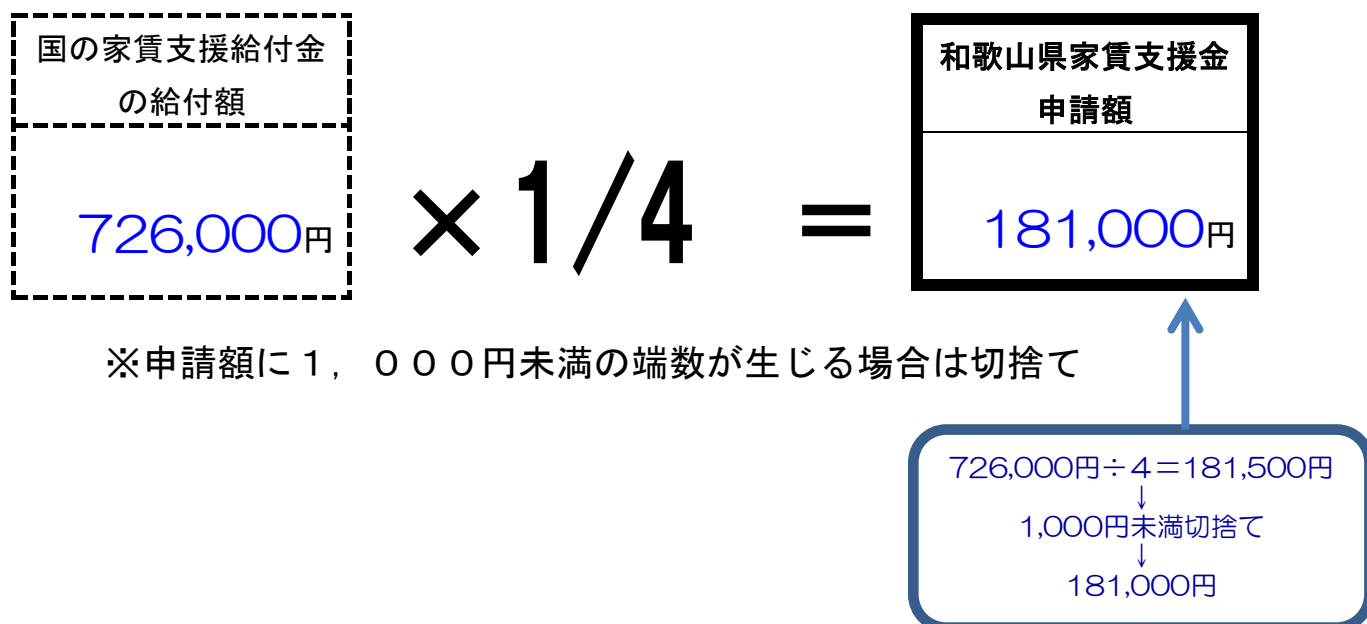 国の家賃支援給付金
の給付額
726,000円
×1/4
=
和歌山県家賃支援金
申請額
181,000円
※申請額に1,000円未満の端数が生じる場合は切捨て
726,000円÷4=181,500円
↓
1,000円未満切捨て
↓
181,000円